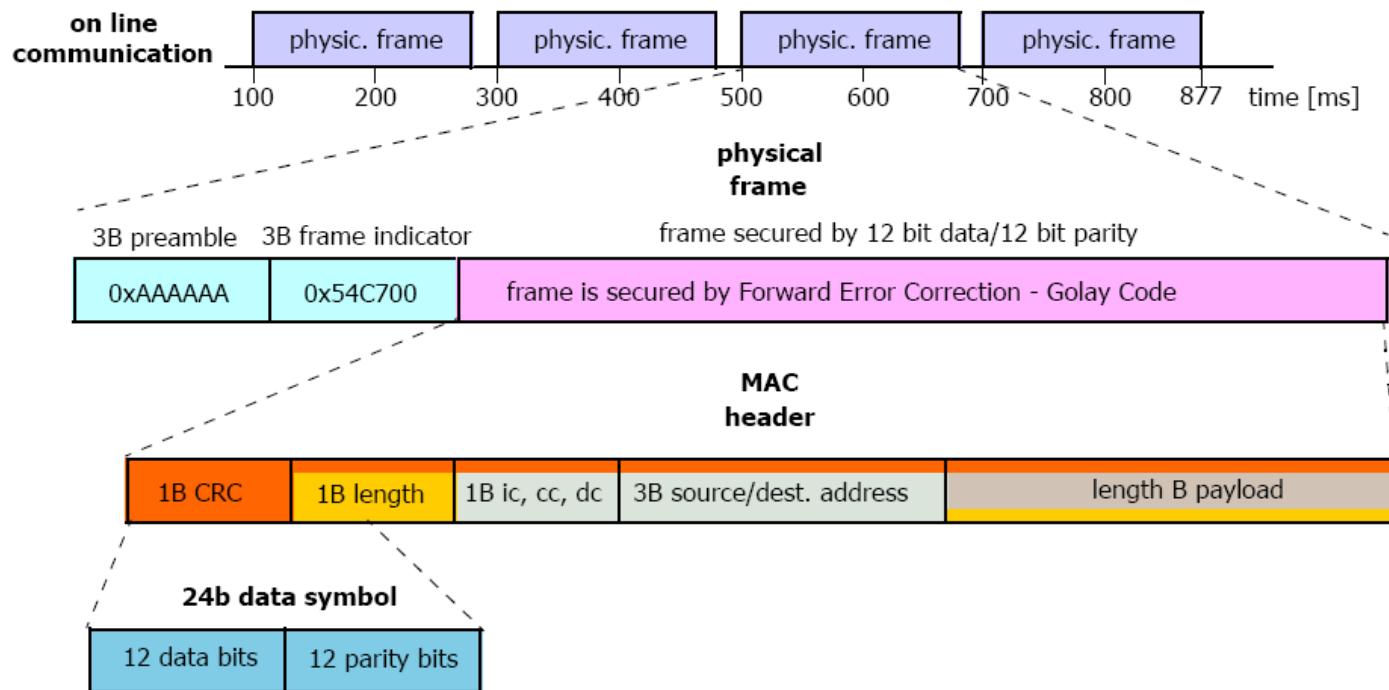 on line
communication
physic. frame physic. frame physic. frame physic. frame
100 200 300 400 500 600 700 800 877 time [ms]
physical
frame
3B preamble 3B frame indicator frame secured by 12 bit data/12 bit parity
0xAAAAAA 0x54C700 frame is secured by Forward Error Correction - Golay Code
MAC
header
1B CRC 1B length 1B ic, cc, dc 3B source/dest. address length B payload
24b data symbol
12 data bits 12 parity bits